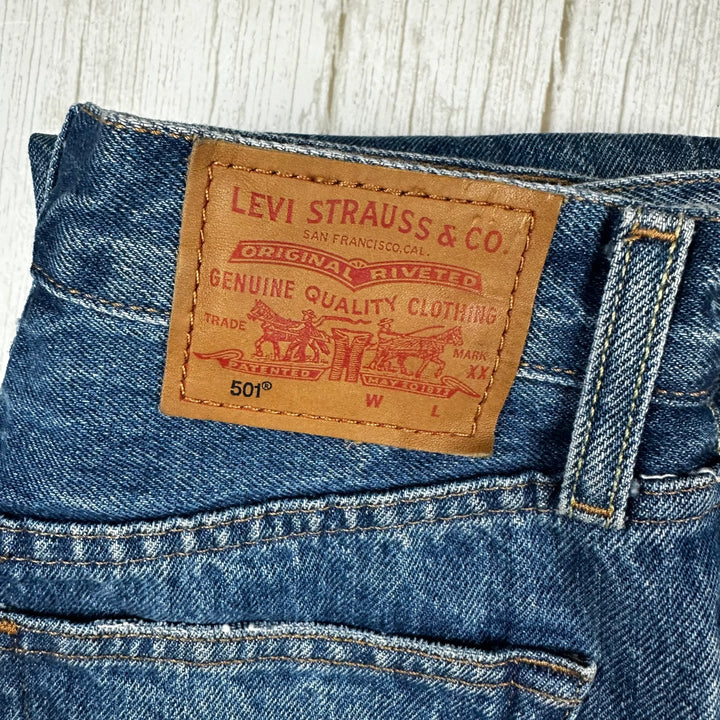 LEVI STRAUSS & CO.
SAN FRANCISCO, CAL.
ORIGINAL RIVETED
GENUINE QUALITY CLOTHING
TRADE MARK
PATENTED MAY 20 1873 XX
501®
W L